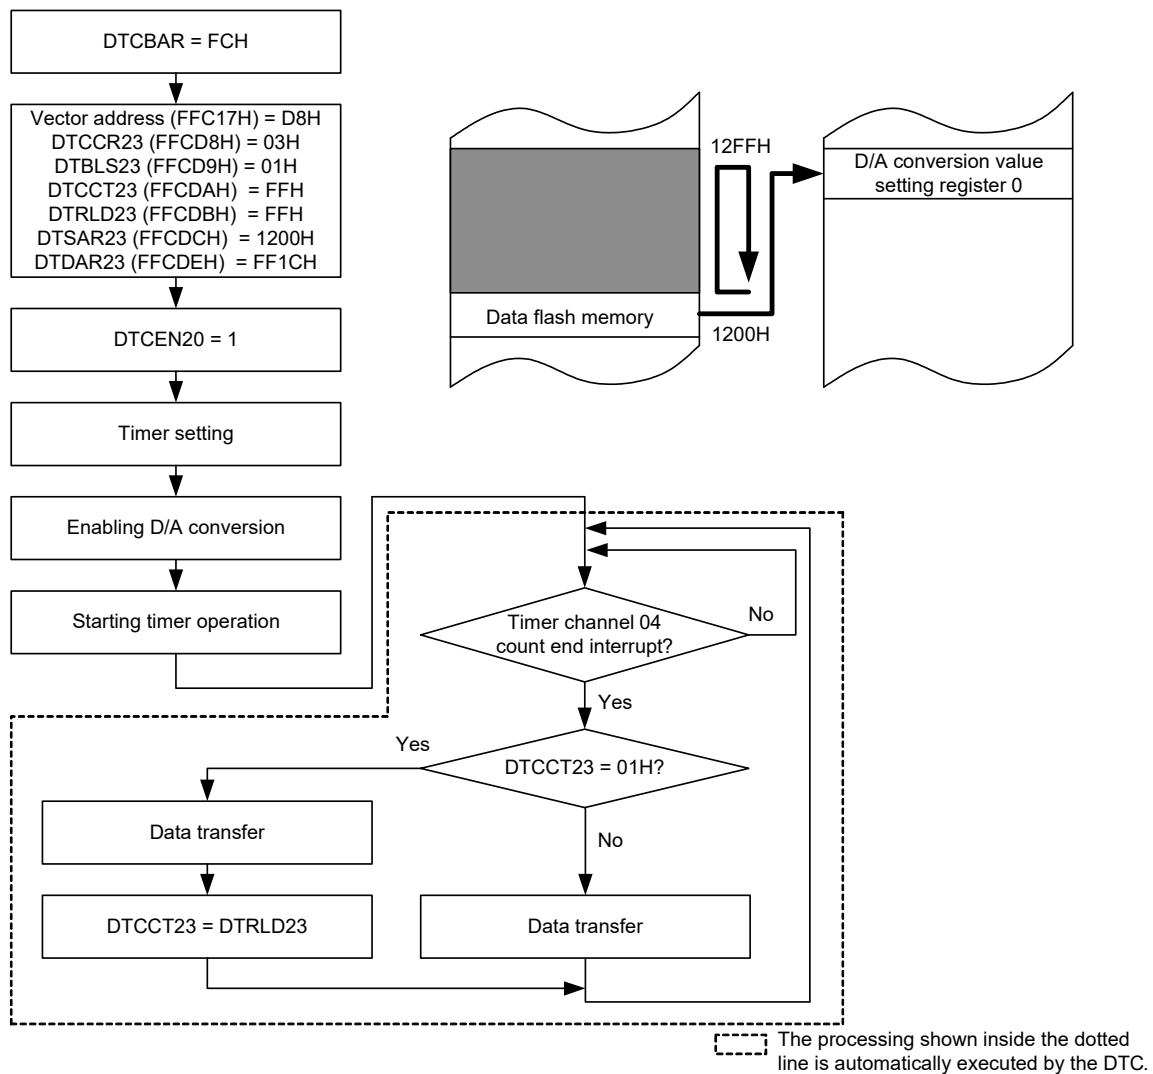 DTCBAR = FCH
Vector address (FFC17H) = D8H
DTCCR23 (FFCD8H) = 03H
DTBLS23 (FFCD9H) = 01H
DTCCT23 (FFCDAH) = FFH
DTRLD23 (FFCDBH) = FFH
DTSAR23 (FFCDCH) = 1200H
DTDAR23 (FFCDEH) = FF1CH
DTCEN20 = 1
Timer setting
Enabling D/A conversion
Starting timer operation
12FFH
D/A conversion value
setting register 0
Data flash memory
1200H
Timer channel 04
count end interrupt?
No
Yes
DTCCT23 = 01H?
Yes
No
Data transfer
DTCCT23 = DTRLD23
Data transfer
The processing shown inside the dotted
line is automatically executed by the DTC.